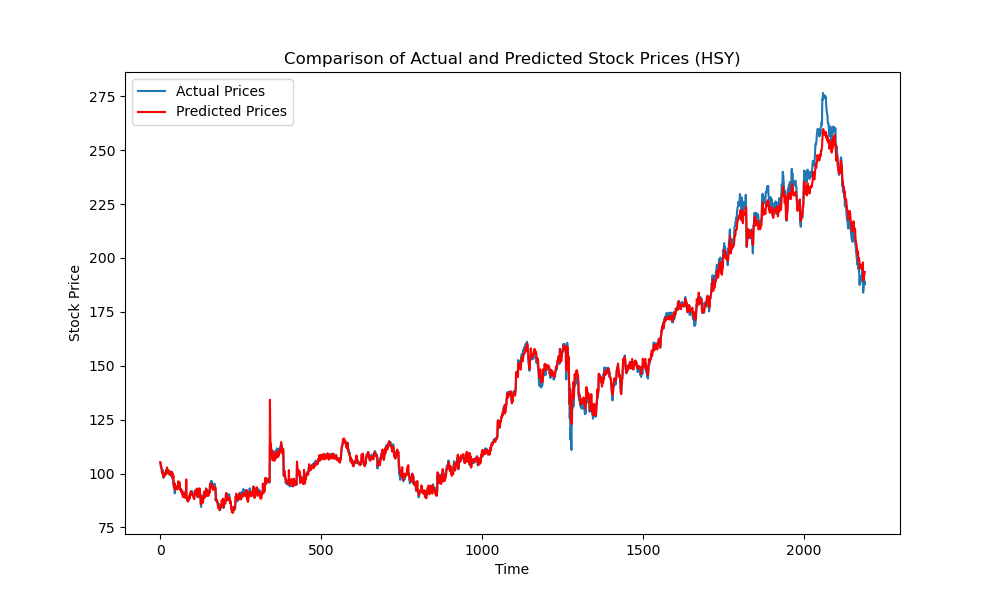 Comparison of Actual and Predicted Stock Prices (HSY)
Actual Prices
Predicted Prices
275
250
225
200
175
150
125
100
75
Stock Price
0 500 1000 1500 2000
Time